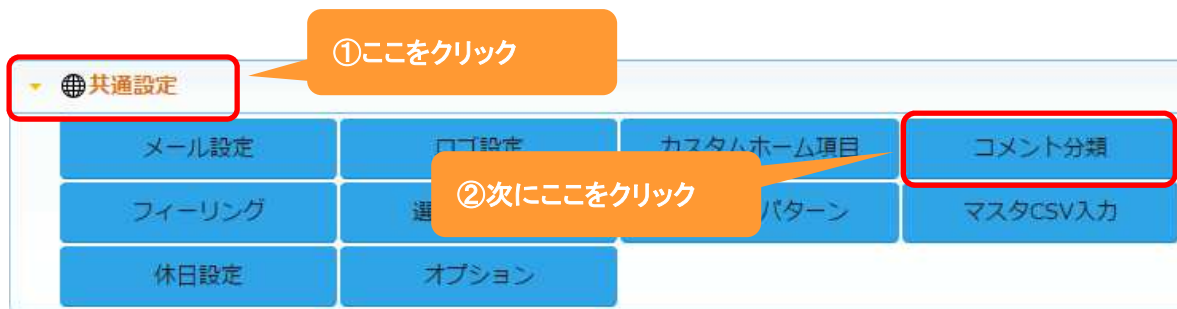 ①ここをクリック
共通設定
メール設定
ロゴ設定
カスタムホーム項目
コメント分類
②次にここをクリック
フィーリング
選
パターン
マスタCSV入力
休日設定
オプション